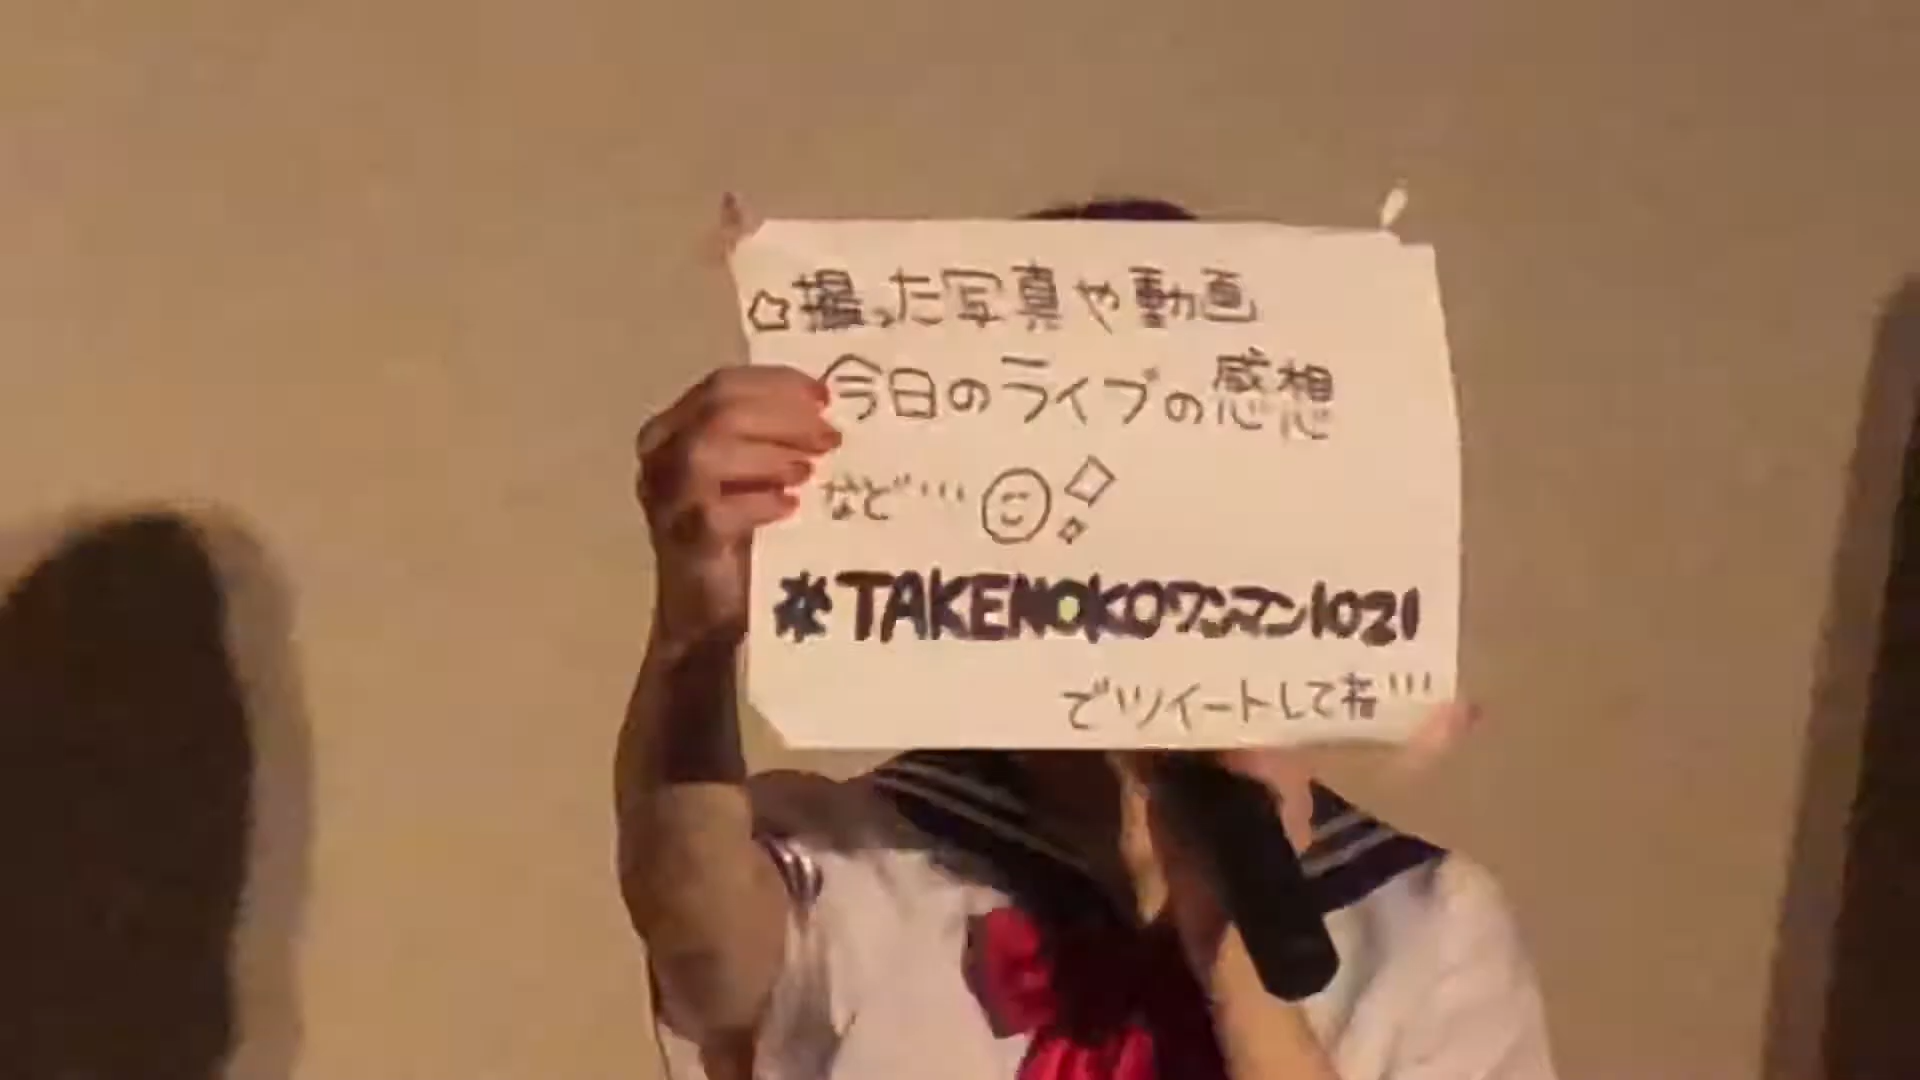 ☆撮った写真や動画
今日のライブの感想
など…
#TAKENOKOワンマン1031
でツイートしてネ…